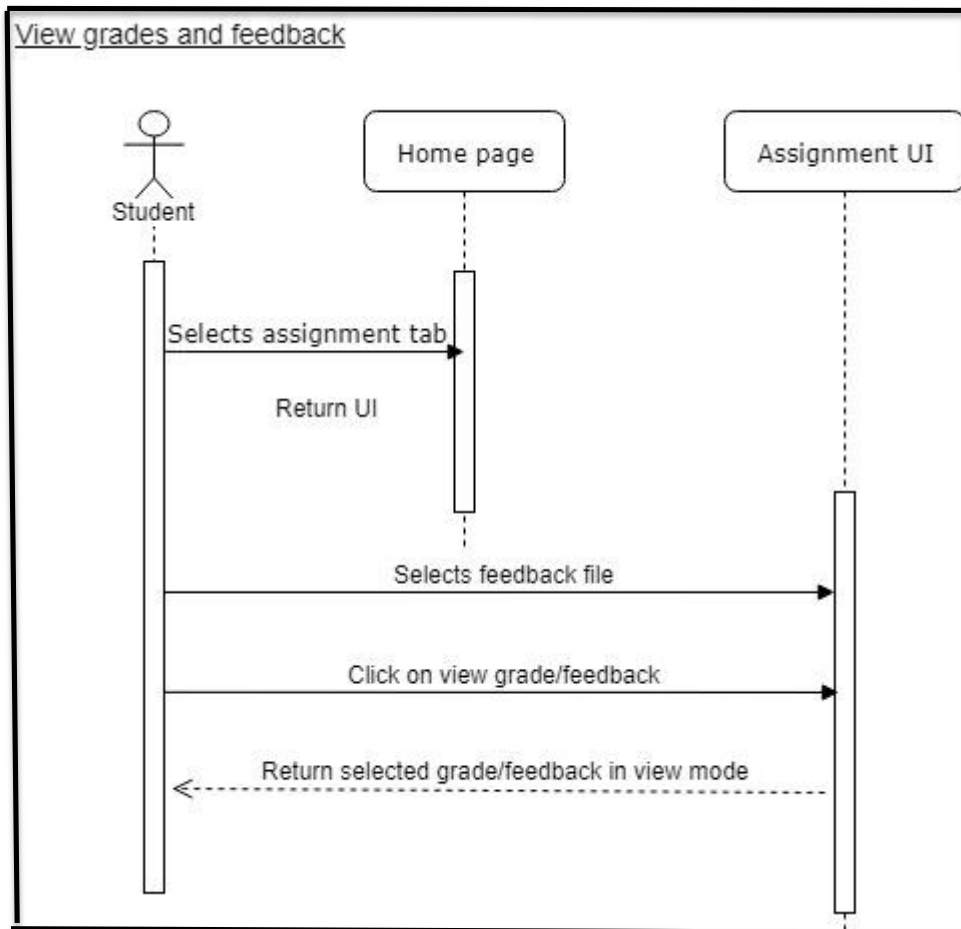 View grades and feedback
Home page
Assignment UI
Student
Selects assignment tab
Return UI
Selects feedback file
Click on view grade/feedback
Return selected grade/feedback in view mode